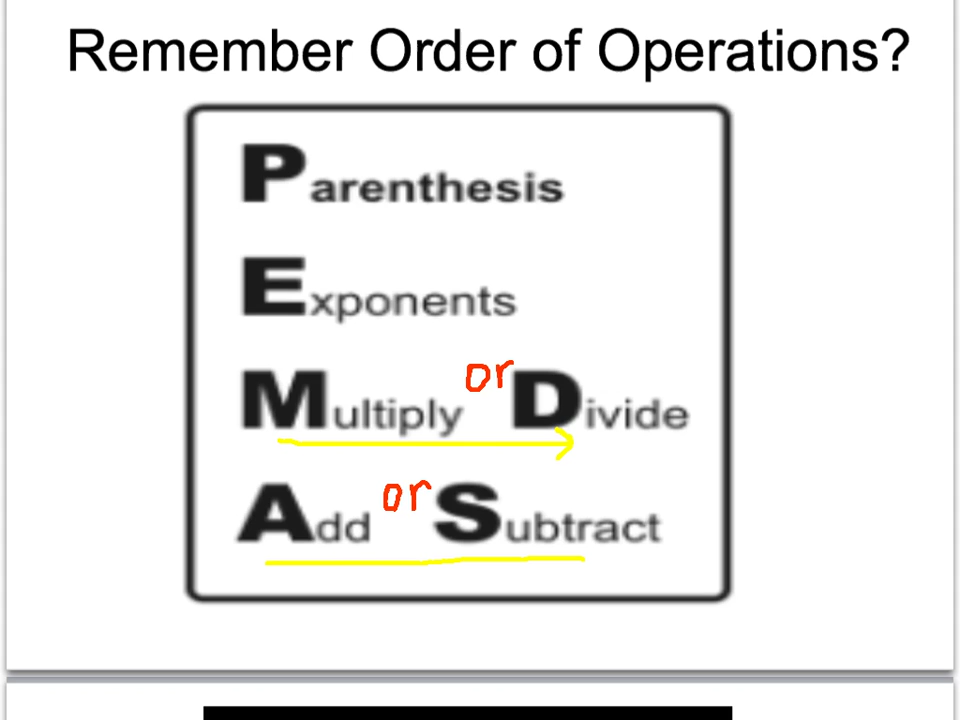 Remember Order of Operations?
Parenthesis
Exponents
Multiply or Divide
Add or Subtract